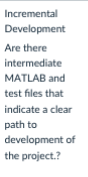 Incremental
Development
Are there
intermediate
MATLAB and
test files that
indicate a clear
path to
development of
the project.?